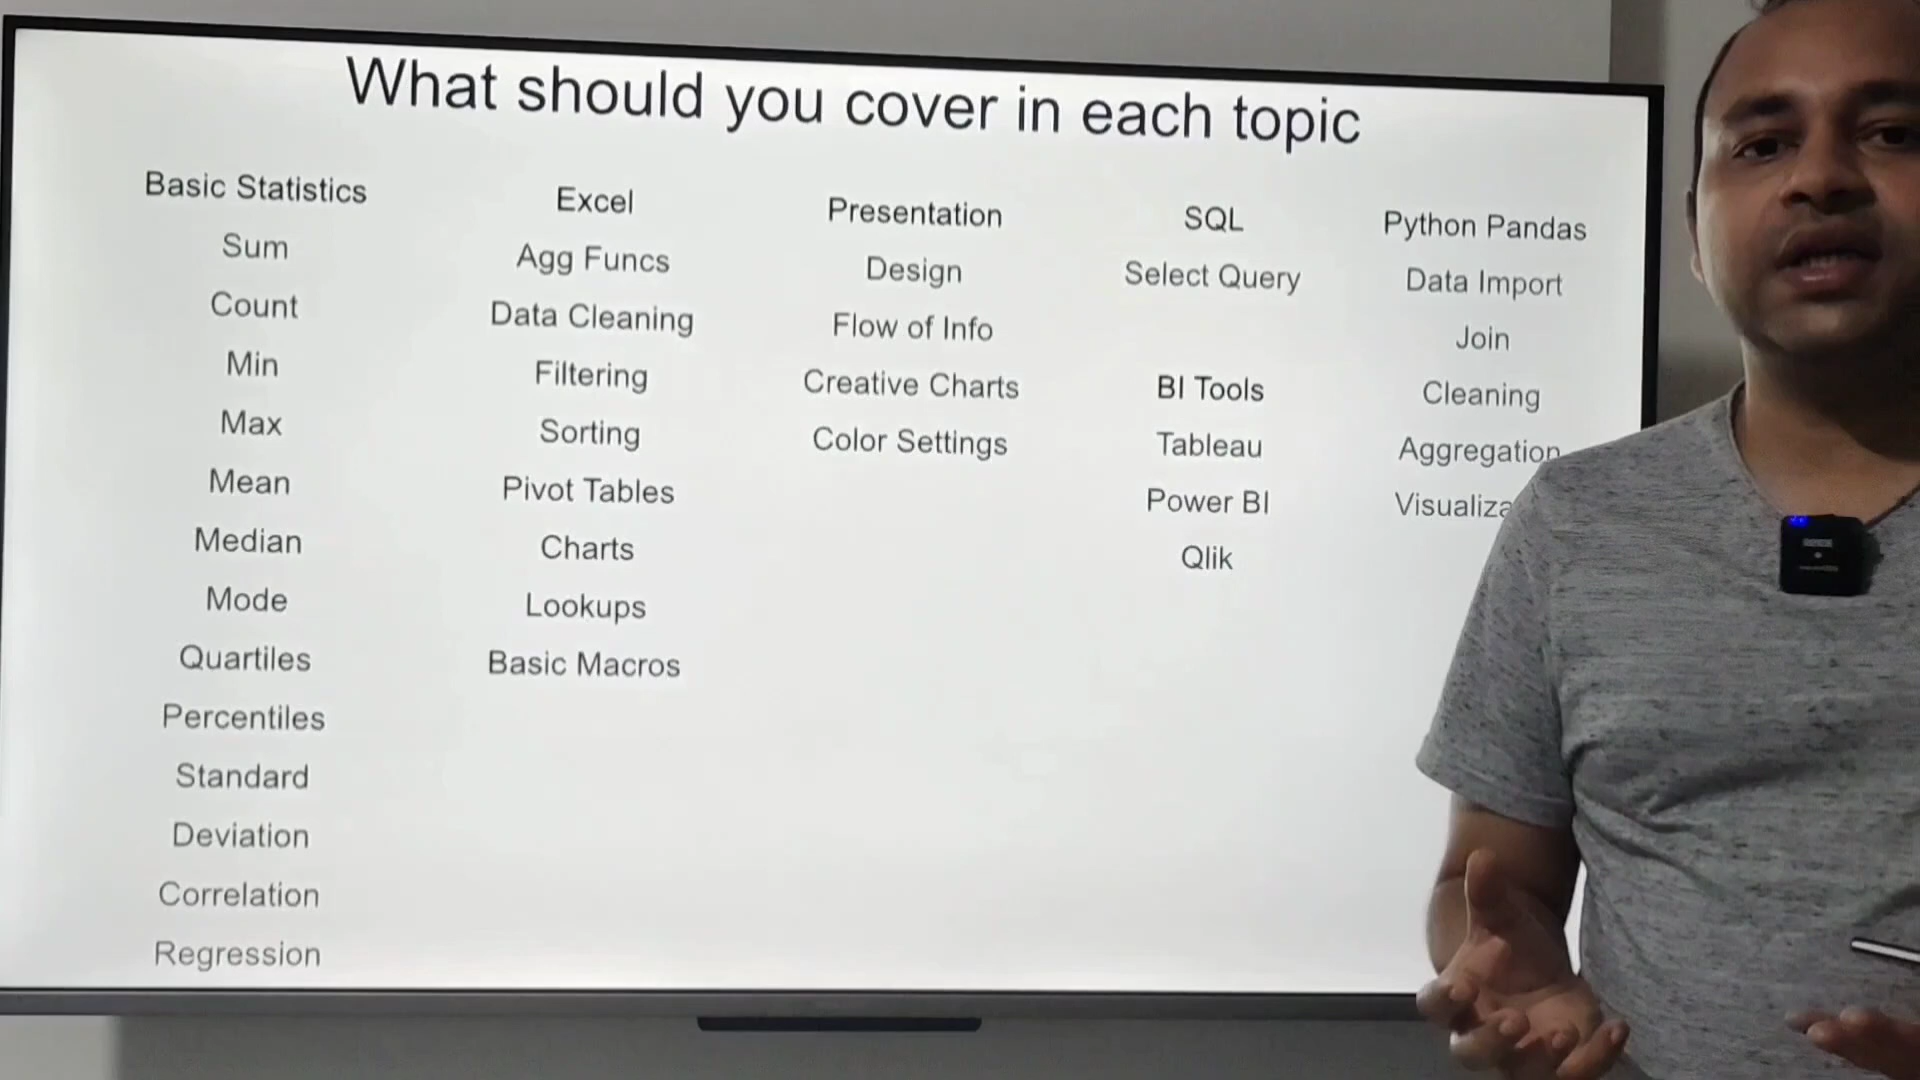 What should you cover in each topic
Basic Statistics
Sum
Count
Min
Max
Mean
Median
Mode
Quartiles
Percentiles
Standard
Deviation
Correlation
Regression
Excel
Agg Funcs
Data Cleaning
Filtering
Sorting
Pivot Tables
Charts
Lookups
Basic Macros
Presentation
Design
Flow of Info
Creative Charts
Color Settings
SQL
Select Query
BI Tools
Tableau
Power BI
Qlik
Python Pandas
Data Import
Join
Cleaning
Aggregation